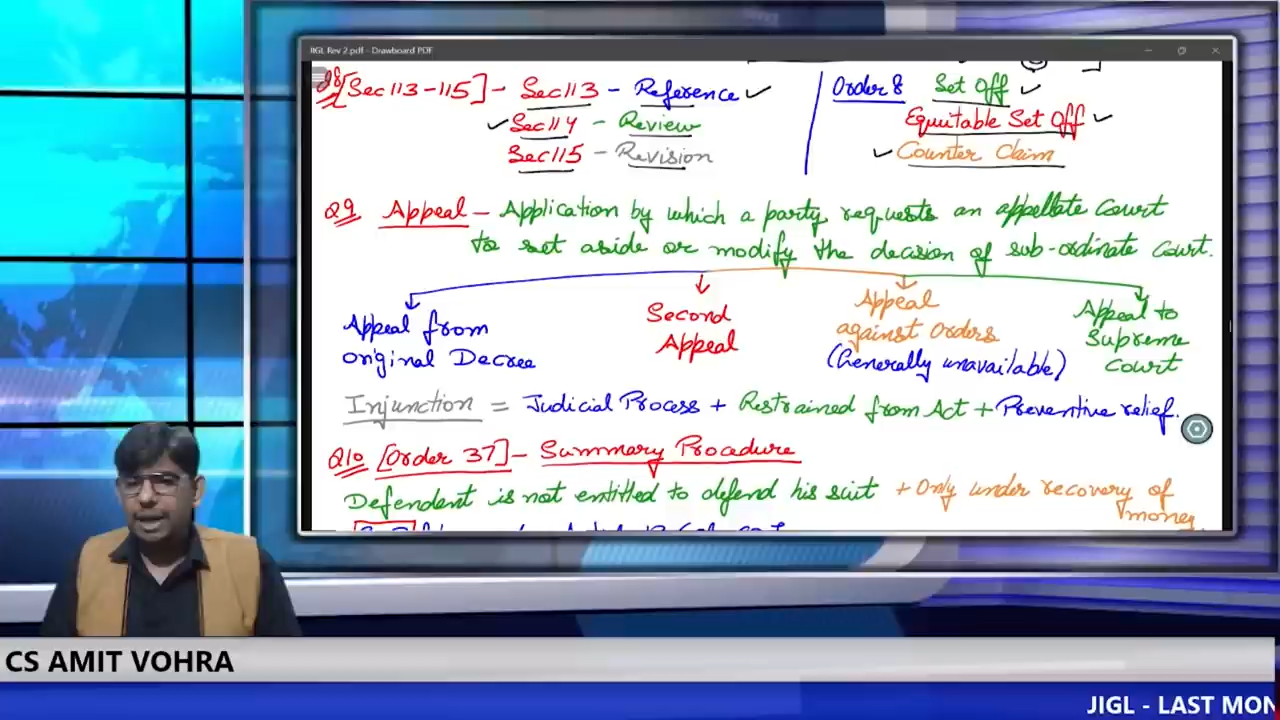 JIGL Rev 2.pdf - Drawboard PDF
Q8 [Sec 113-115] - Sec 113 - Reference
Sec 114 - Review
Sec 115 - Revision
Order 8 Set Off
Equitable Set Off
Counter Claim
Q9 Appeal - Application by which a party requests an appellate Court
to set aside or modify the decision of sub-ordinate Court.
Appeal from
original Decree
Second
Appeal
Appeal
against Orders
(Generally unavailable)
Appeal to
Supreme
Court
Injunction = Judicial Process + Restrained from Act + Preventive relief.
Q10 [Order 37] - Summary Procedure
Defendent is not entitled to defend his suit + Only under recovery of
money
CS AMIT VOHRA
JIGL - LAST MON